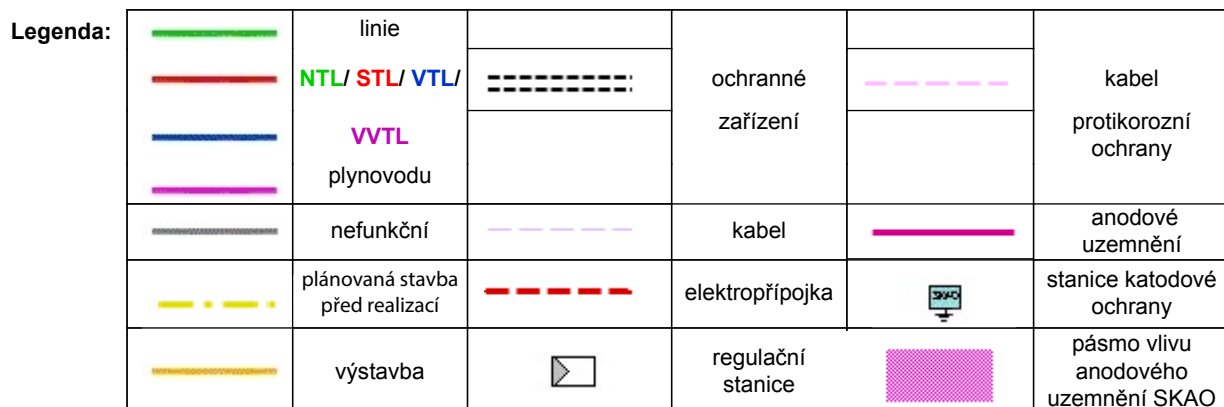 Legenda:
linie
NTL/ STL/ VTL/
VVTL
plynovodu
ochranné
zařízení
kabel
protikorozní
ochrany
nefunkční
kabel
anodové
uzemnění
plánovaná stavba
před realizací
elektropřípojka
SKAO
stanice katodové
ochrany
výstavba
regulační
stanice
pásmo vlivu
anodového
uzemnění SKAO